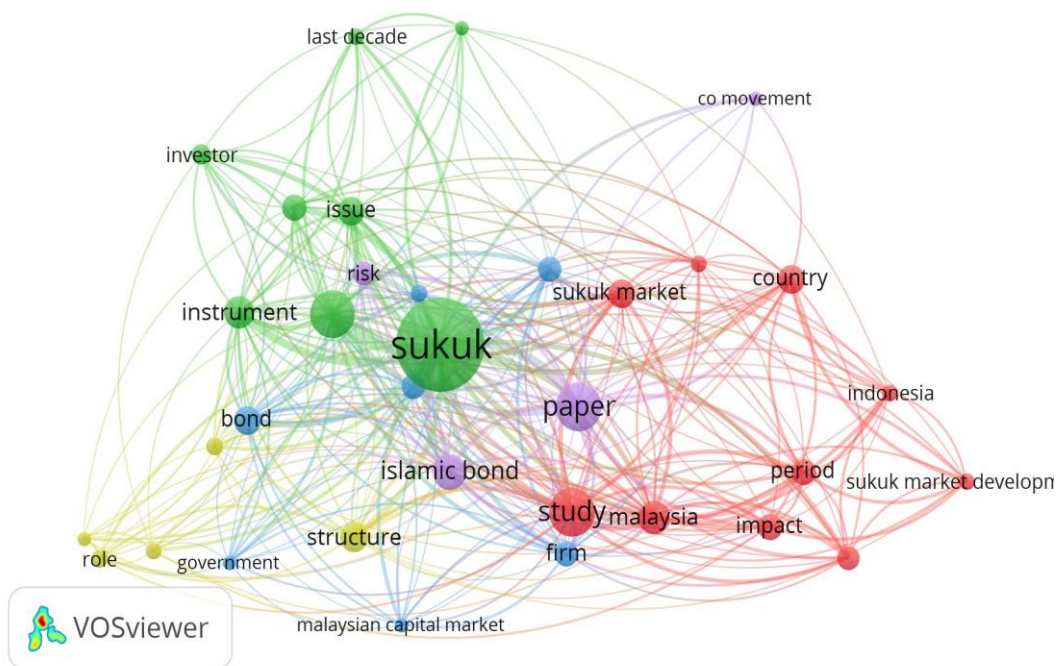 last decade
co movement
investor
issue
risk
country
sukuk market
instrument
sukuk
indonesia
paper
bond
islamic bond
period
sukuk market developm
study
malaysia
impact
structure
firm
role
government
malaysian capital market
VOSviewer